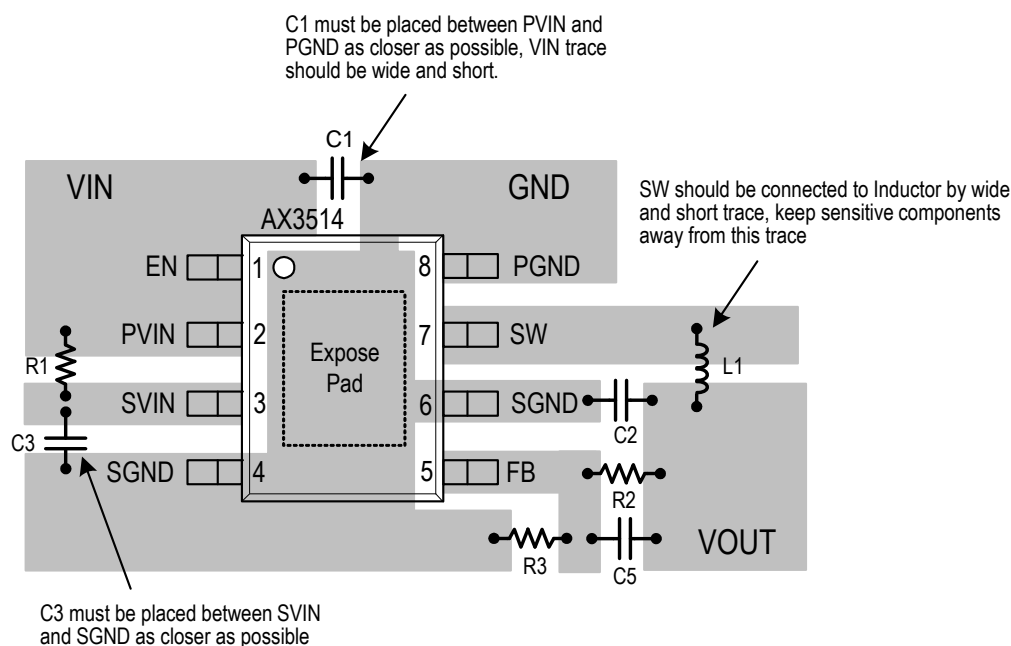 C1 must be placed between PVIN and
PGND as closer as possible, VIN trace
should be wide and short.
C1
VIN
GND
SW should be connected to Inductor by wide
and short trace, keep sensitive components
away from this trace
AX3514
EN
1
8
PGND
PVIN
2
7
SW
R1
Expose
Pad
L1
SVIN
3
6
SGND
C2
C3
SGND
4
5
FB
R2
VOUT
R3
C5
C3 must be placed between SVIN
and SGND as closer as possible